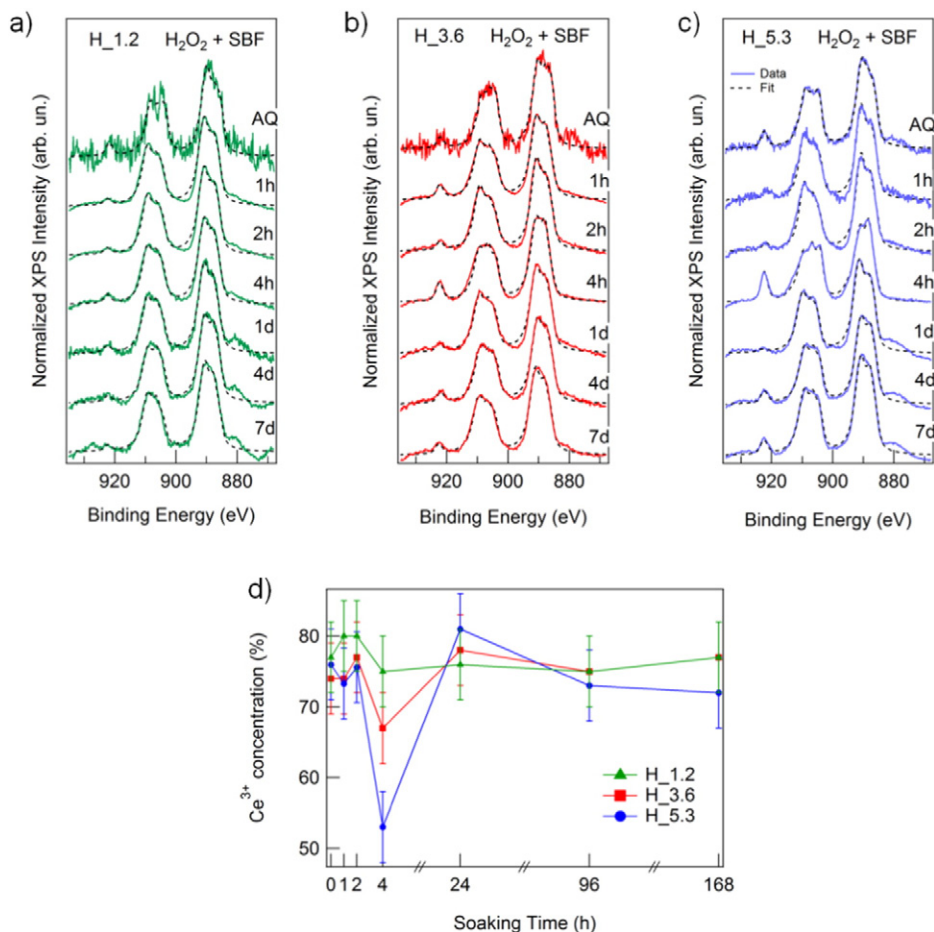 a)
H_1.2 H₂O₂ + SBF
Normalized XPS Intensity (arb. un.)
AQ
1h
2h
4h
1d
4d
7d
920 900 880
Binding Energy (eV)
b)
H_3.6 H₂O₂ + SBF
Normalized XPS Intensity (arb. un.)
AQ
1h
2h
4h
1d
4d
7d
920 900 880
Binding Energy (eV)
c)
H_5.3 H₂O₂ + SBF
Data
Fit
Normalized XPS Intensity (arb. un.)
AQ
1h
2h
4h
1d
4d
7d
920 900 880
Binding Energy (eV)
d)
Ce³⁺ concentration (%)
80
70
60
50
H_1.2
H_3.6
H_5.3
0 1 2 4 24 96 168
Soaking Time (h)